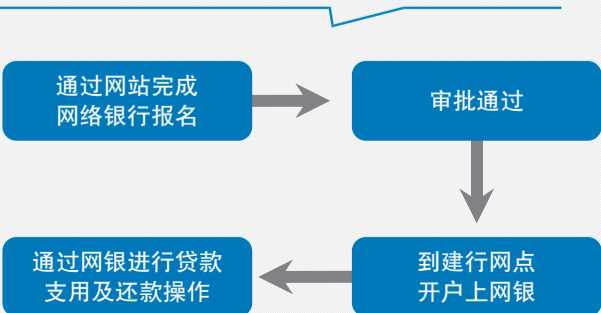 通过网站完成
网络银行报名
审批通过
到建行网点
开户上网银
通过网银进行贷款
支用及还款操作